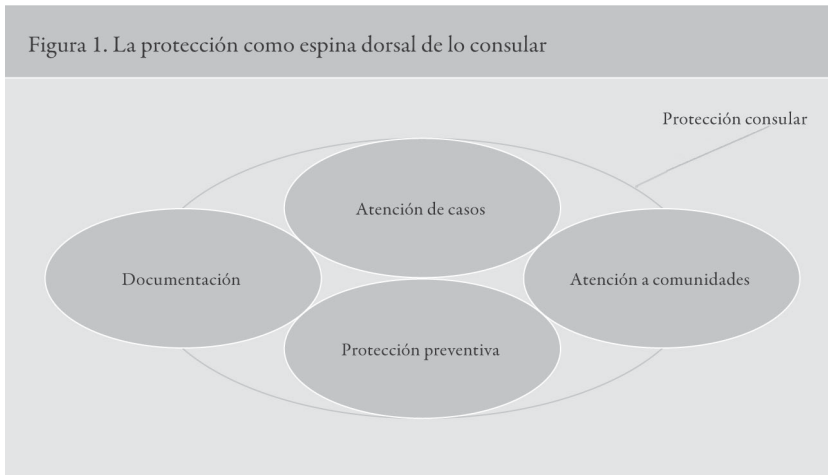 Figura 1. La protección como espina dorsal de lo consular
Protección consular
Atención de casos
Documentación
Atención a comunidades
Protección preventiva